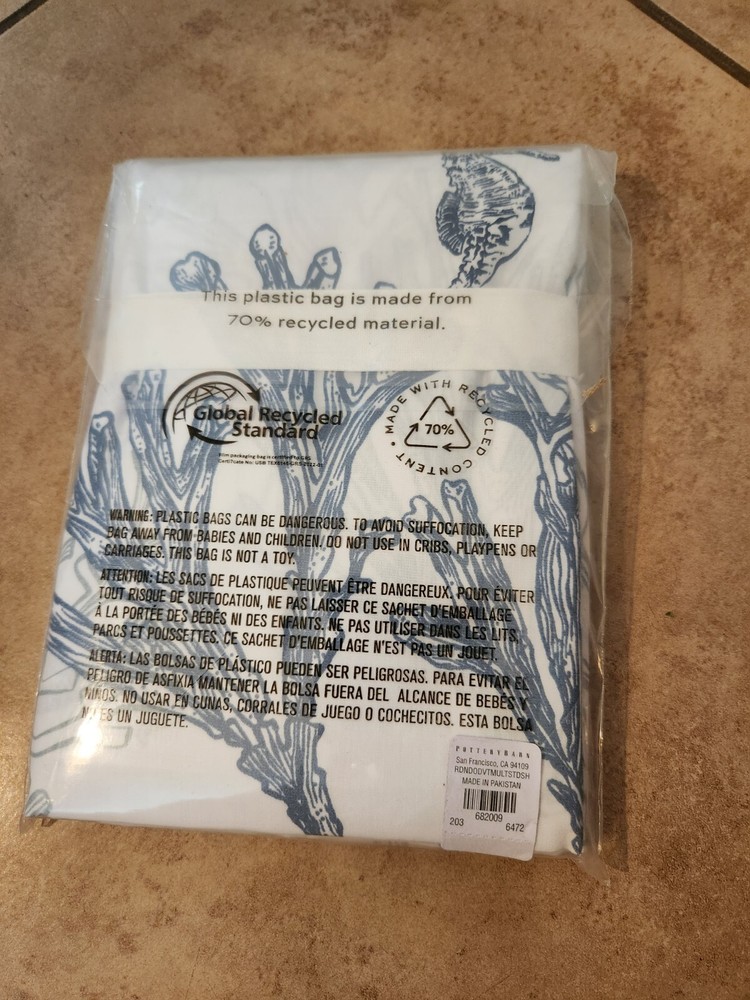 This plastic bag is made from
70% recycled material.
Global Recycled
Standard
film packaging bag is certified to GRS
MADE WITH RECYCLED CONTENT
70%
WARNING: PLASTIC BAGS CAN BE DANGEROUS. TO AVOID SUFFOCATION, KEEP
BAG AWAY FROM BABIES AND CHILDREN. DO NOT USE IN CRIBS, PLAYPENS OR
CARRIAGES. THIS BAG IS NOT A TOY.
ATTENTION: LES SACS DE PLASTIQUE PEUVENT ÊTRE DANGEREUX. POUR ÉVITER
TOUT RISQUE DE SUFFOCATION, NE PAS LAISSER CE SACHET D'EMBALLAGE
À LA PORTÉE DES BÉBÉS NI DES ENFANTS. NE PAS UTILISER DANS LES LITS,
PARCS ET POUSSETTES. CE SACHET D'EMBALLAGE N'EST PAS UN JOUET.
ALERTA: LAS BOLSAS DE PLÁSTICO PUEDEN SER PELIGROSAS. PARA EVITAR EL
PELIGRO DE ASFIXIA MANTENER LA BOLSA FUERA DEL ALCANCE DE BEBÉS Y
NIÑOS. NO USAR EN CUNAS, CORRALES DE JUEGO O COCHECITOS. ESTA BOLSA
NO ES UN JUGUETE.
POTTERYBARN
San Francisco, CA 94109
RDNDODVTMULTSTDSH
MADE IN PAKISTAN
682009
203 6472